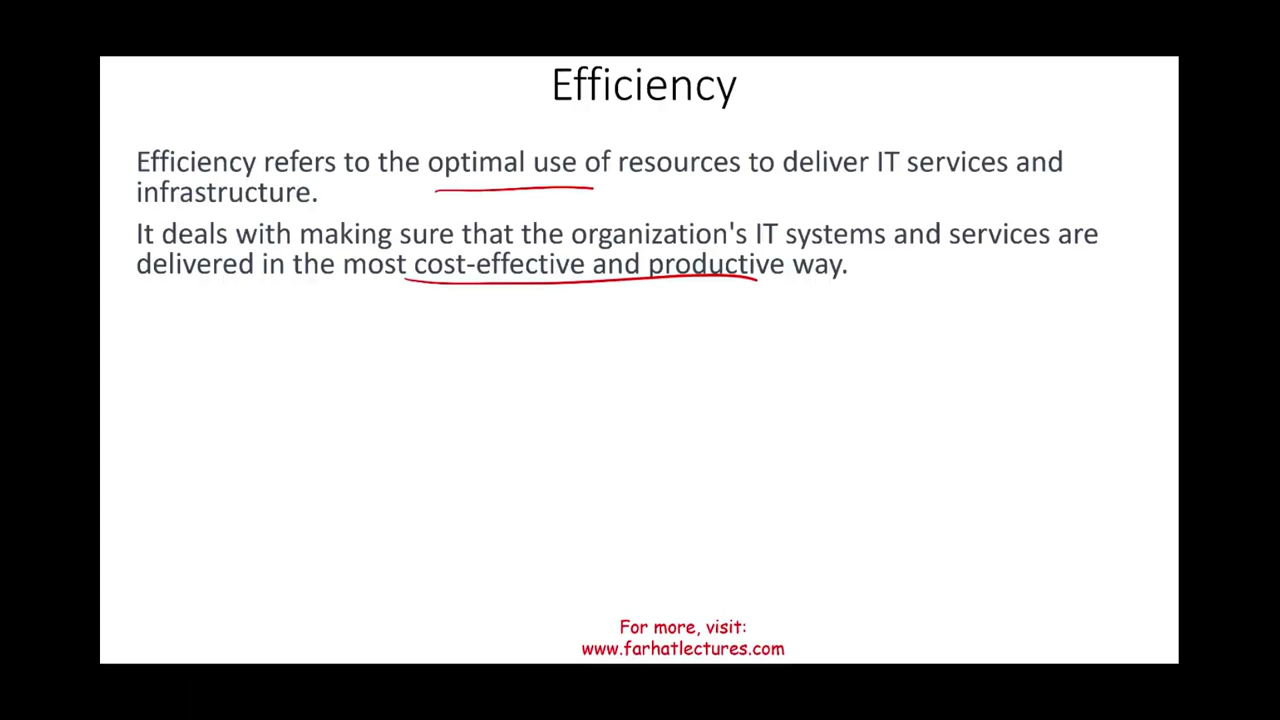 Efficiency
Efficiency refers to the optimal use of resources to deliver IT services and
infrastructure.
It deals with making sure that the organization's IT systems and services are
delivered in the most cost-effective and productive way.
For more, visit:
www.farhatlectures.com